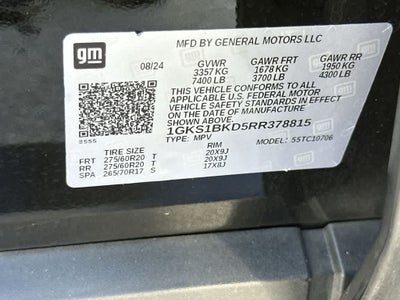 gm
MFD BY GENERAL MOTORS LLC
08/24 GVWR GAWR FRT GAWR RR
3357 KG 1678 KG 1950 KG
7400 LB 3700 LB 4300 LB
THIS VEHICLE CONFORMS TO ALL
APPLICABLE U.S. FEDERAL MOTOR
VEHICLE SAFETY STANDARDS IN EFFECT
ON THE DATE OF MANUFACTURE
SHOWN ABOVE.
1GKS1BKD5RR378815
8555 TYPE: MPV MODEL: 55TC10706
TIRE SIZE RIM
FRT 275/60R20 T 20X9J
RR 275/60R20 T 20X9J
SPA 265/70R17 S 17X8J